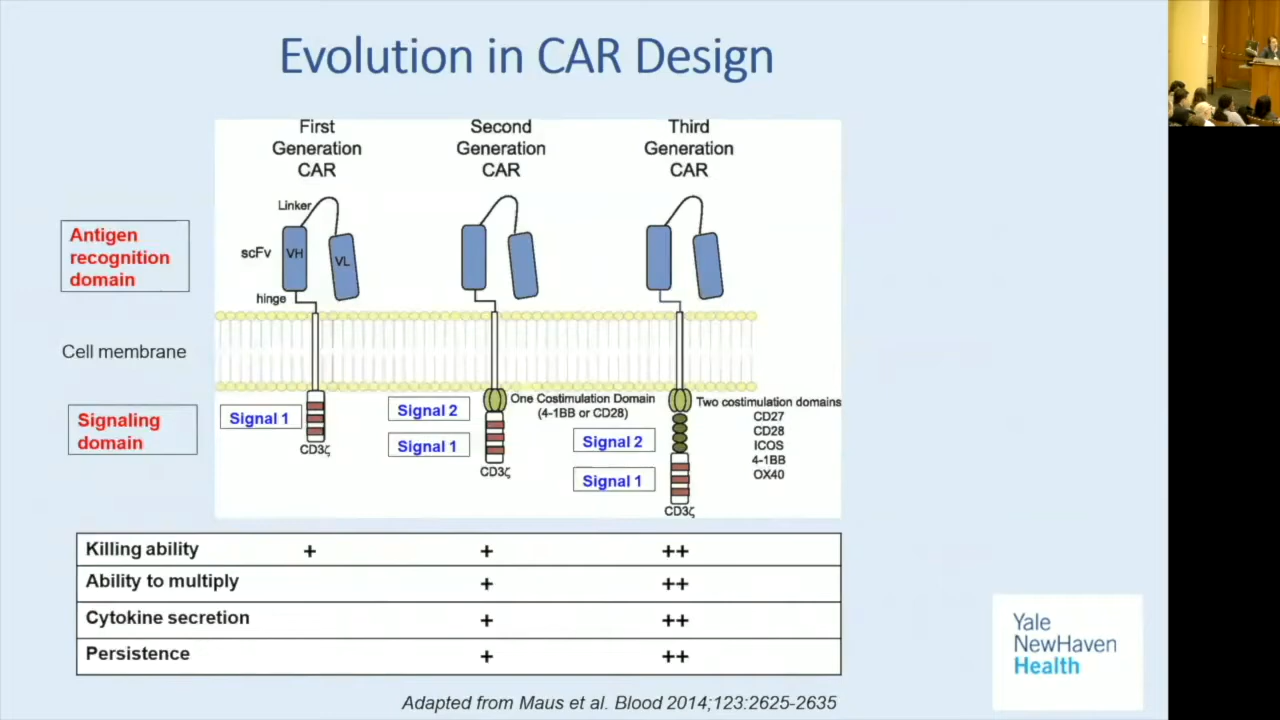 Evolution in CAR Design
First
Generation
CAR
Second
Generation
CAR
Third
Generation
CAR
Linker
Antigen
recognition
domain
scFv
VH
VL
hinge
Cell membrane
Signaling
domain
Signal 1
CD3ζ
Signal 2
Signal 1
One Costimulation Domain
(4-1BB or CD28)
CD3ζ
Signal 2
Signal 1
Two costimulation domains
CD27
CD28
ICOS
4-1BB
OX40
CD3ζ
Killing ability + + ++
Ability to multiply + ++
Cytokine secretion + ++
Persistence + ++
Yale
NewHaven
Health
Adapted from Maus et al. Blood 2014;123:2625-2635